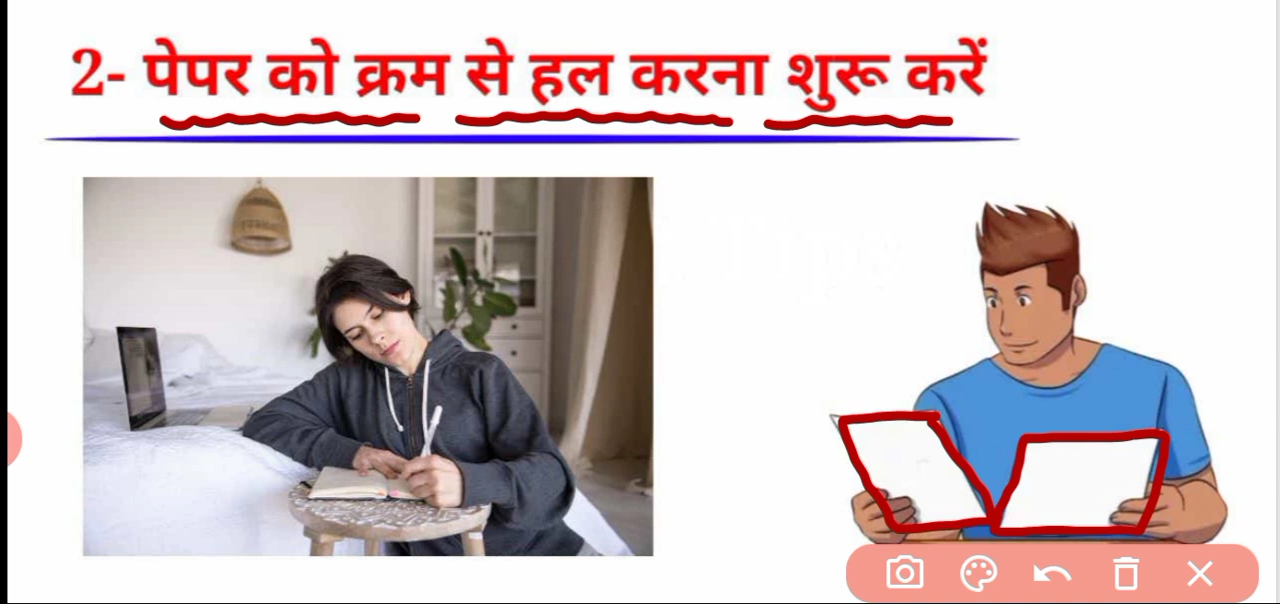 2- पेपर को क्रम से हल करना शुरू करें